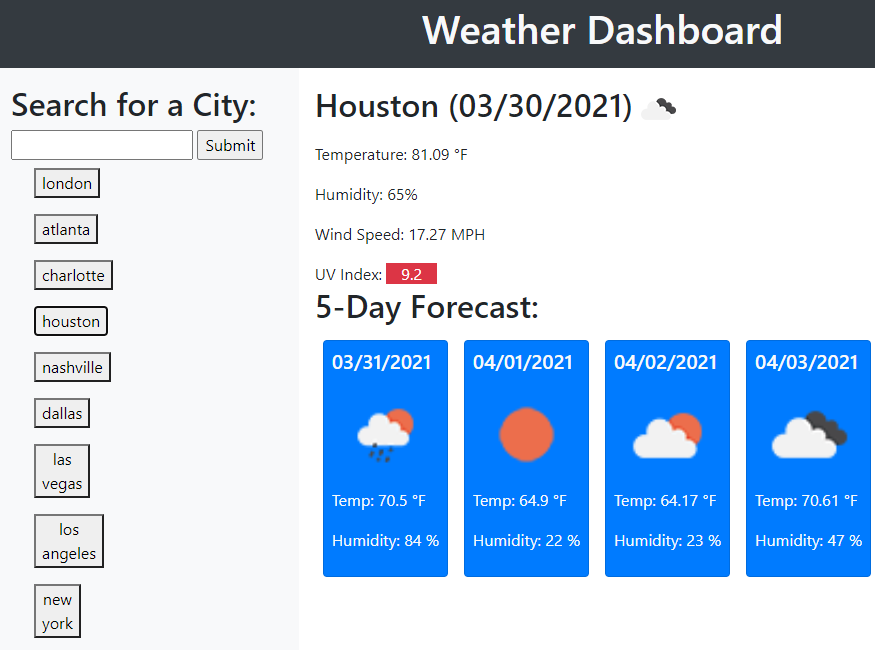 Weather Dashboard
Search for a City:
Submit
london
atlanta
charlotte
houston
nashville
dallas
las
vegas
los
angeles
new
york
Houston (03/30/2021)
Temperature: 81.09 °F
Humidity: 65%
Wind Speed: 17.27 MPH
UV Index: 9.2
5-Day Forecast:
03/31/2021
Temp: 70.5 °F
Humidity: 84 %
04/01/2021
Temp: 64.9 °F
Humidity: 22 %
04/02/2021
Temp: 64.17 °F
Humidity: 23 %
04/03/2021
Temp: 70.61 °F
Humidity: 47 %